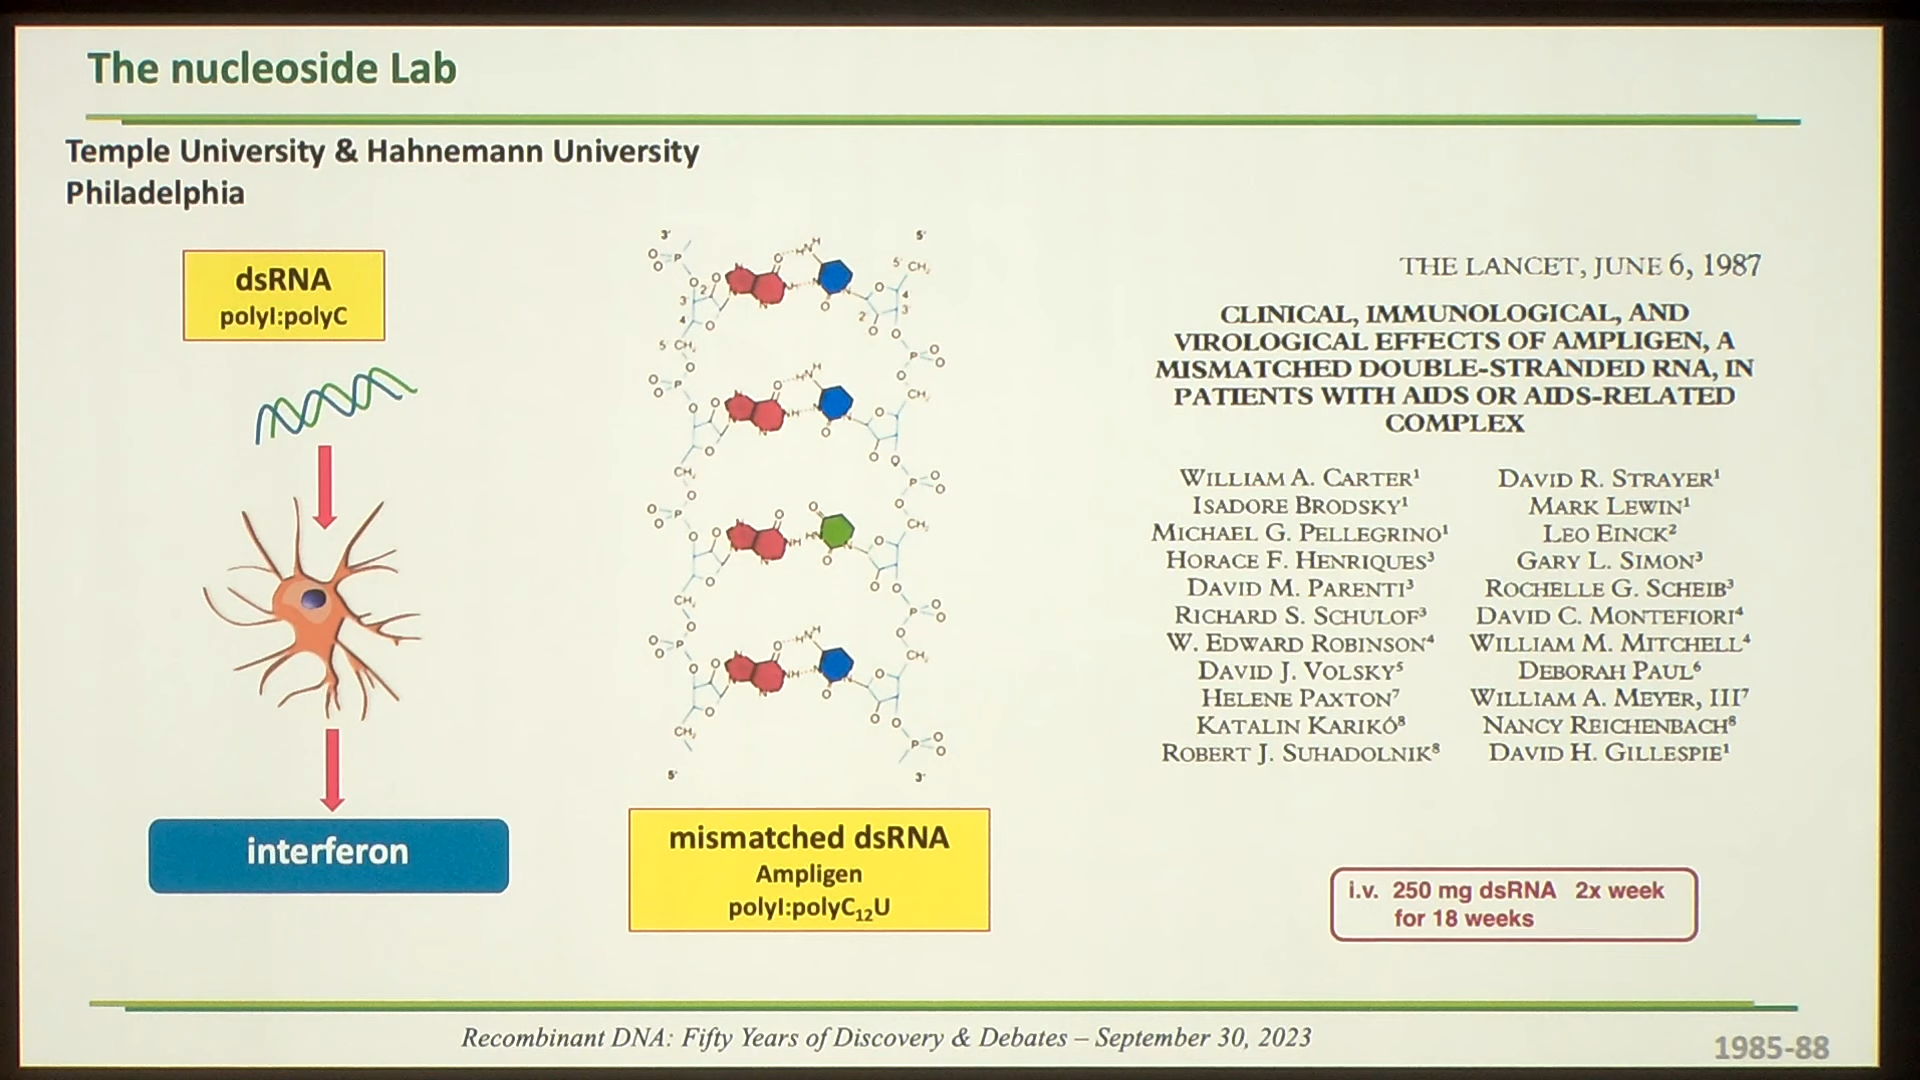 The nucleoside Lab
Temple University & Hahnemann University
Philadelphia
dsRNA
polyI:polyC
interferon
mismatched dsRNA
Ampligen
polyI:polyC₁₂U
THE LANCET, JUNE 6, 1987
CLINICAL, IMMUNOLOGICAL, AND
VIROLOGICAL EFFECTS OF AMPLIGEN, A
MISMATCHED DOUBLE-STRANDED RNA, IN
PATIENTS WITH AIDS OR AIDS-RELATED
COMPLEX
WILLIAM A. CARTER¹ DAVID R. STRAYER¹
ISADORE BRODSKY¹ MARK LEWIN¹
MICHAEL G. PELLEGRINO¹ LEO EINCK²
HORACE F. HENRIQUES³ GARY L. SIMON³
DAVID M. PARENTI³ ROCHELLE G. SCHEIB³
RICHARD S. SCHULOF³ DAVID C. MONTEFIORI⁴
W. EDWARD ROBINSON⁴ WILLIAM M. MITCHELL⁴
DAVID J. VOLSKY⁵ DEBORAH PAUL⁶
HELENE PAXTON⁷ WILLIAM A. MEYER, III⁷
KATALIN KARIKÓ⁸ NANCY REICHENBACH⁸
ROBERT J. SUHADOLNIK⁸ DAVID H. GILLESPIE¹
i.v. 250 mg dsRNA 2x week
for 18 weeks
Recombinant DNA: Fifty Years of Discovery & Debates – September 30, 2023
1985-88